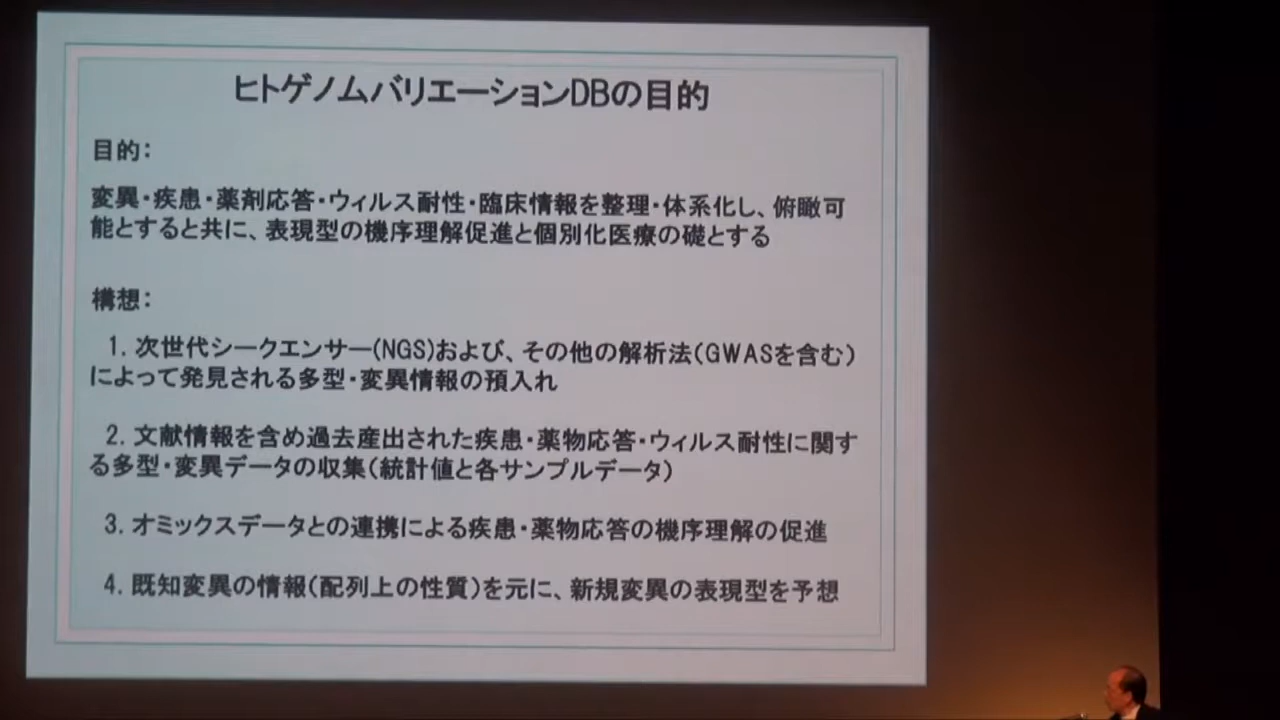 ヒトゲノムバリエーションDBの目的
目的:
変異・疾患・薬剤応答・ウィルス耐性・臨床情報を整理・体系化し、俯瞰可
能とすると共に、表現型の機序理解促進と個別化医療の礎とする
構想:
1. 次世代シークエンサー(NGS)および、その他の解析法(GWASを含む)
によって発見される多型・変異情報の預入れ
2. 文献情報を含め過去産出された疾患・薬物応答・ウィルス耐性に関す
る多型・変異データの収集(統計値と各サンプルデータ)
3. オミックスデータとの連携による疾患・薬物応答の機序理解の促進
4. 既知変異の情報(配列上の性質)を元に、新規変異の表現型を予想